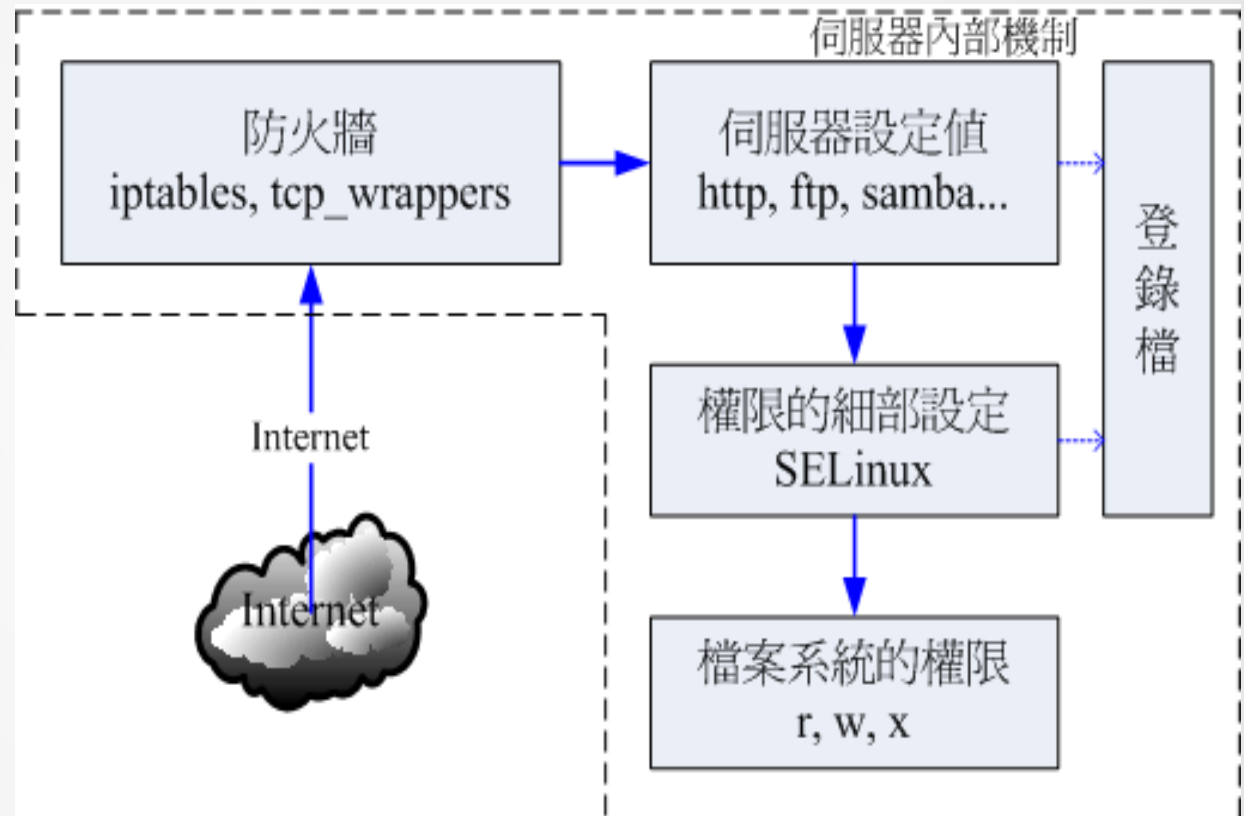 伺服器內部機制
防火牆
iptables, tcp_wrappers
伺服器設定值
http, ftp, samba...
登
錄
檔
Internet
權限的細部設定
SELinux
Internet
檔案系統的權限
r, w, x